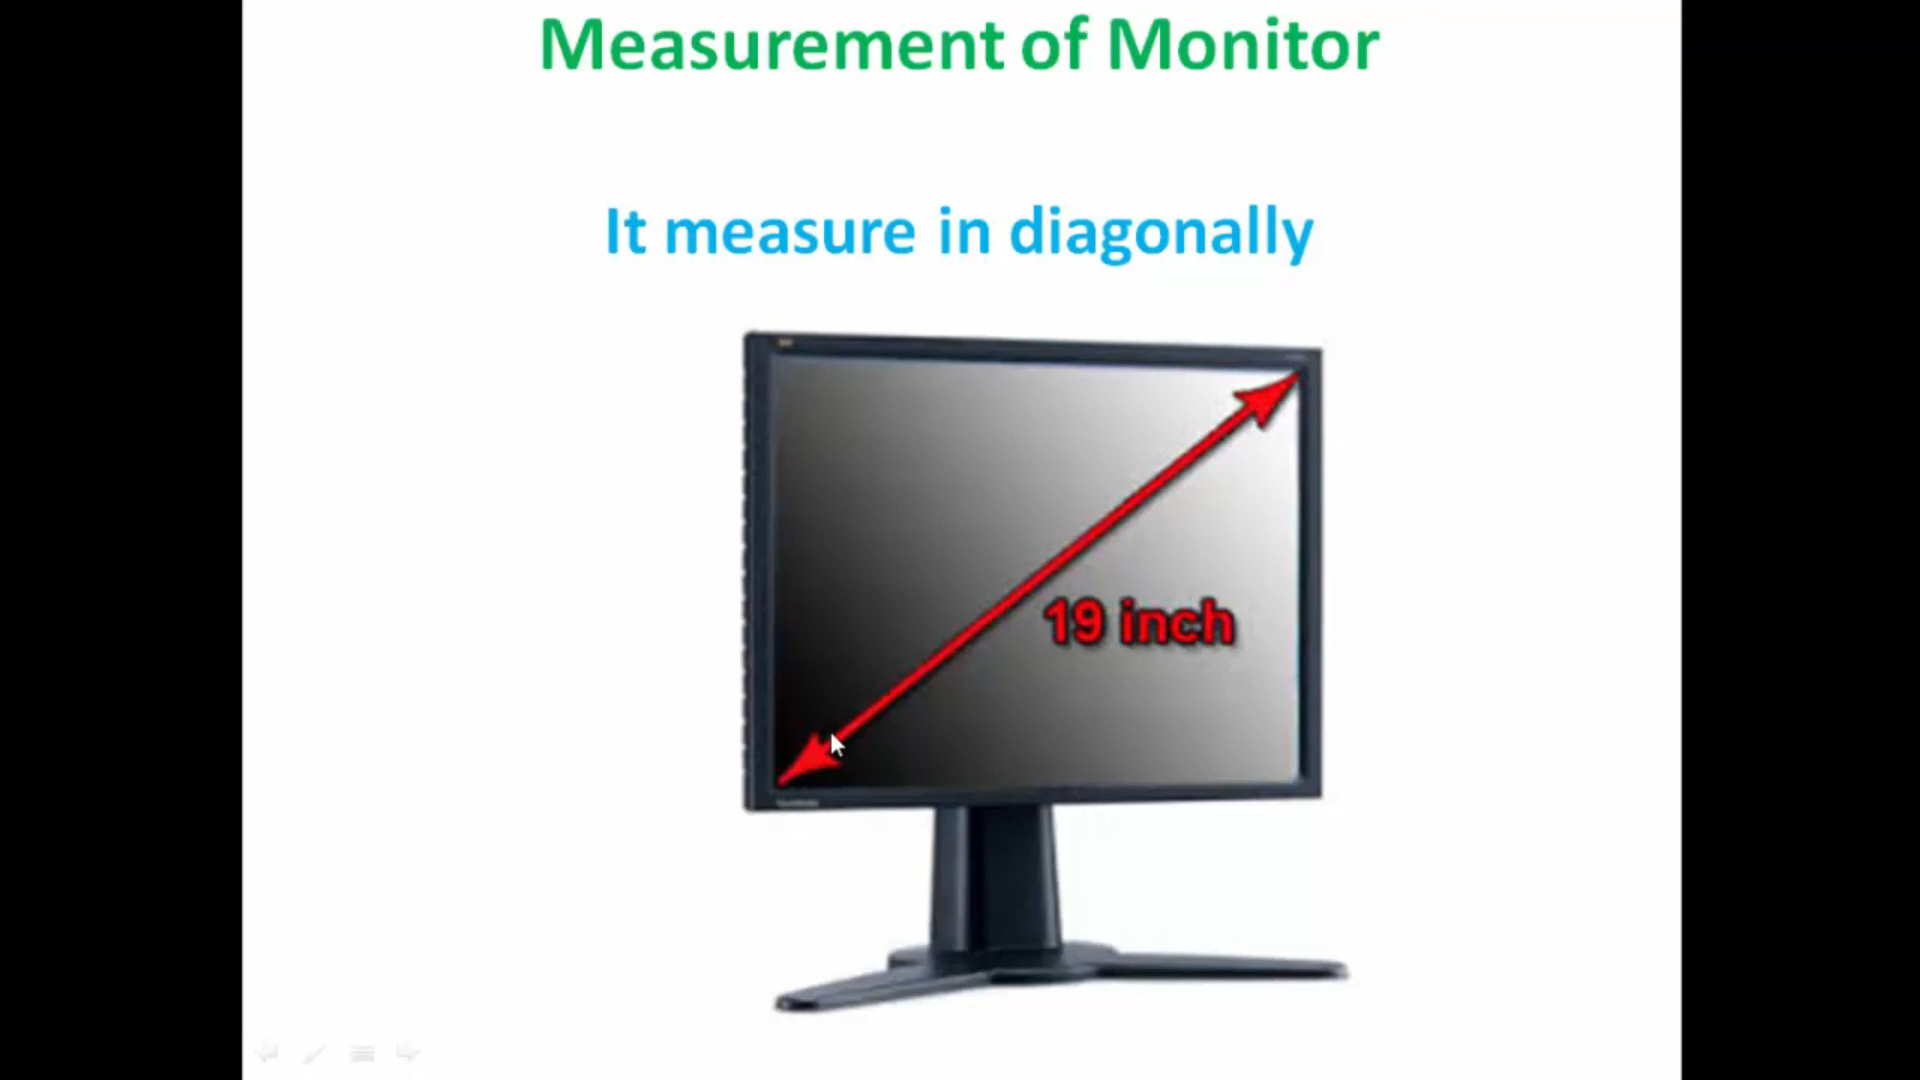 Measurement of Monitor
It measure in diagonally
19 inch